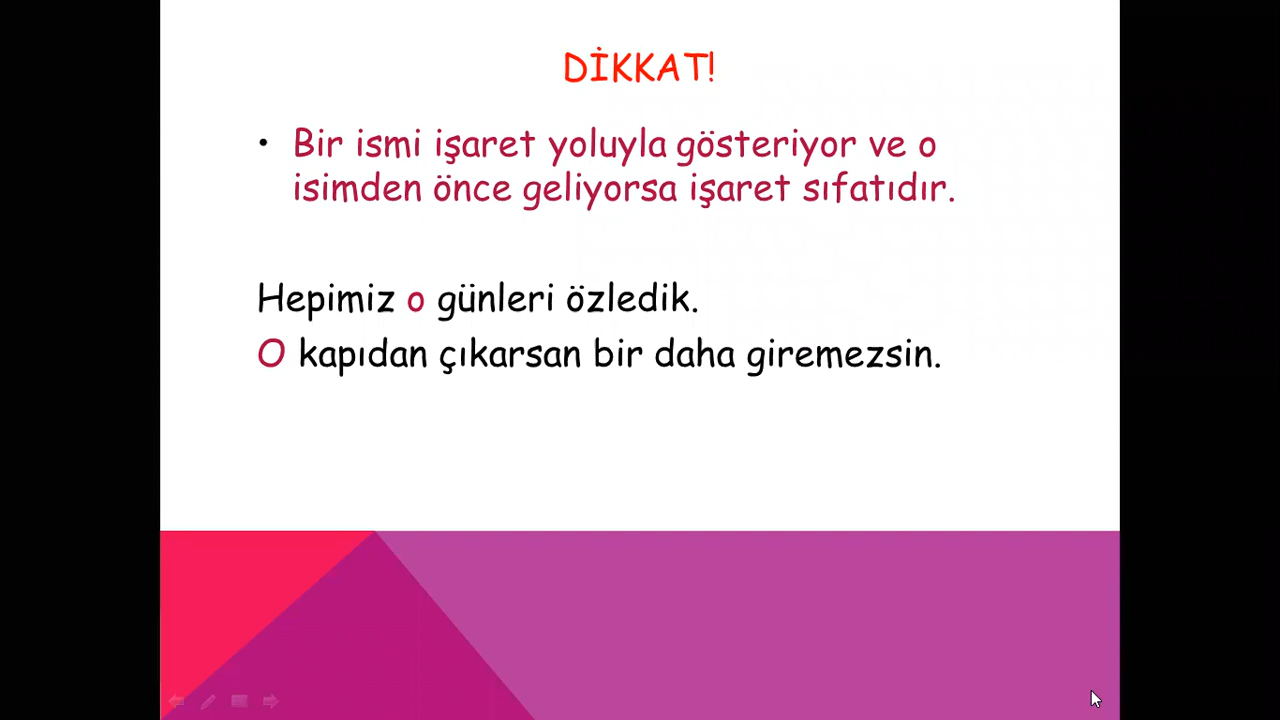 DİKKAT!
• Bir ismi işaret yoluyla gösteriyor ve o
isimden önce geliyorsa işaret sıfatıdır.
Hepimiz o günleri özledik.
O kapıdan çıkarsan bir daha giremezsin.